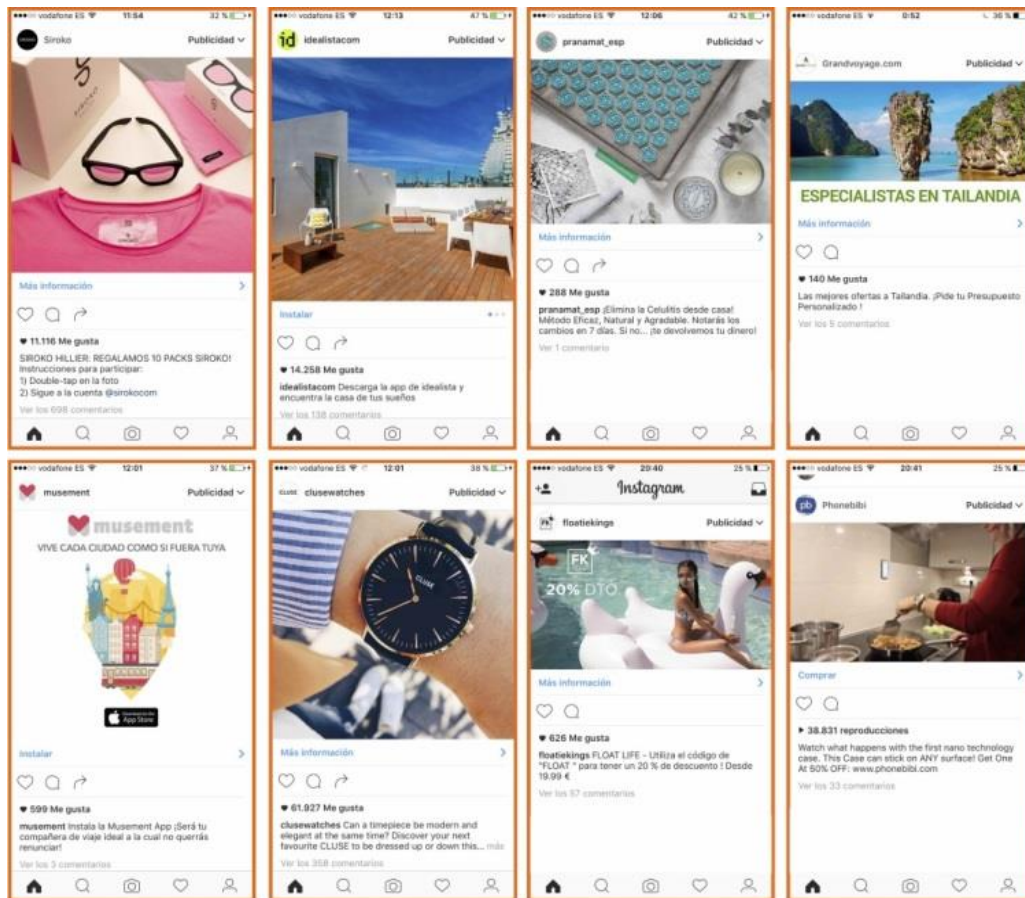 vodafone ES 11:54 32 %
Siroko Publicidad
SIROKO
Más información
11.116 Me gusta
SIROKO HILLIER: REGALAMOS 10 PACKS SIROKO!
Instrucciones para participar:
1) Double-tap en la foto
2) Sigue a la cuenta @sirokocom
Ver los 698 comentarios
vodafone ES 12:13 47 %
id idealistacom Publicidad
Instalar
14.258 Me gusta
idealistacom Descarga la app de idealista y
encuentra la casa de tus sueños
Ver los 138 comentarios
vodafone ES 12:06 42 %
pranamat_esp Publicidad
Más información
288 Me gusta
pranamat_esp ¡Elimina la Celulitis desde casa!
Método Eficaz, Natural y Agradable. Notarás los
cambios en 7 días. Si no... ¡te devolvemos tu dinero!
Ver 1 comentario
vodafone ES 0:52 36 %
Grandvoyage.com Publicidad
ESPECIALISTAS EN TAILANDIA
Más información
140 Me gusta
Las mejores ofertas a Tailandia. ¡Pide tu Presupuesto
Personalizado !
Ver los 5 comentarios
vodafone ES 12:01 37 %
musement Publicidad
musement
VIVE CADA CIUDAD COMO SI FUERA TUYA
App Store
Instalar
599 Me gusta
musement Instala la Musement App ¡Será tu
compañera de viaje ideal a la cual no querrás
renunciar!
Ver los 3 comentarios
vodafone ES 12:01 38 %
CLUSE clusewatches Publicidad
CLUSE
Más información
61.927 Me gusta
clusewatches Can a timepiece be modern and
elegant at the same time? Discover your next
favourite CLUSE to be dressed up or down this... más
Ver los 358 comentarios
vodafone ES 20:40 25 %
Instagram
FK floatiekings Publicidad
FK
20% DTO.
Más información
626 Me gusta
floatiekings FLOAT LIFE - Utiliza el código de
"FLOAT " para tener un 20 % de descuento ! Desde
19.99 €
Ver los 57 comentarios
vodafone ES 20:41 25 %
pb Phonebibi Publicidad
Comprar
38.831 reproducciones
Watch what happens with the first nano technology
case. This Case can stick on ANY surface! Get One
At 50% OFF: www.phonebibi.com
Ver los 33 comentarios